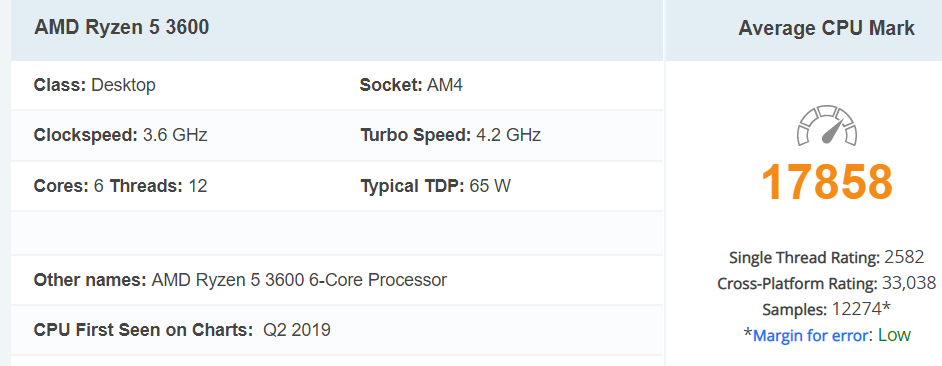 AMD Ryzen 5 3600
Class: Desktop Socket: AM4
Clockspeed: 3.6 GHz Turbo Speed: 4.2 GHz
Cores: 6 Threads: 12 Typical TDP: 65 W
Other names: AMD Ryzen 5 3600 6-Core Processor
CPU First Seen on Charts: Q2 2019
Average CPU Mark
17858
Single Thread Rating: 2582
Cross-Platform Rating: 33,038
Samples: 12274*
*Margin for error: Low